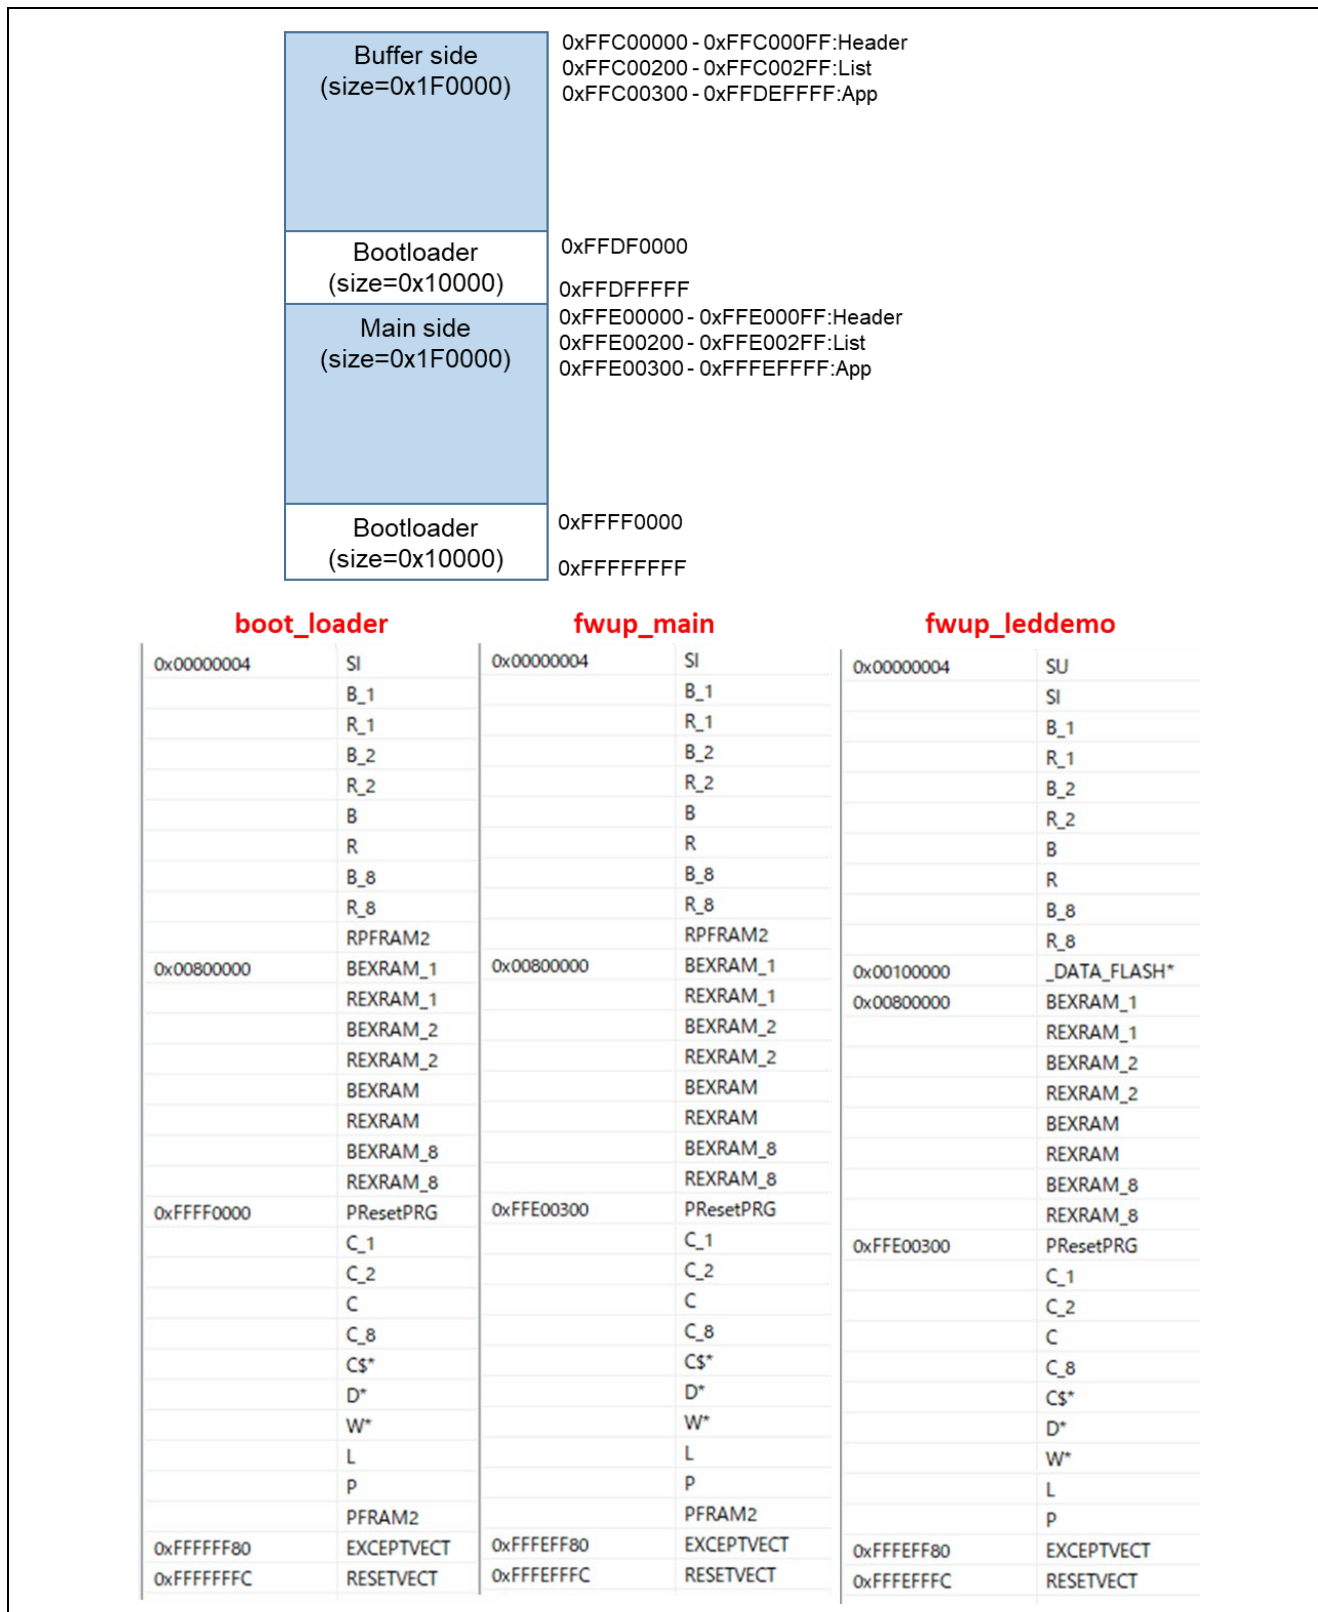 Buffer side
(size=0x1F0000)
0xFFC00000 - 0xFFC000FF:Header
0xFFC00200 - 0xFFC002FF:List
0xFFC00300 - 0xFFDEFFFF:App
Bootloader
(size=0x10000)
0xFFDF0000
0xFFDFFFFF
Main side
(size=0x1F0000)
0xFFE00000 - 0xFFE000FF:Header
0xFFE00200 - 0xFFE002FF:List
0xFFE00300 - 0xFFFEFFFF:App
Bootloader
(size=0x10000)
0xFFFF0000
0xFFFFFFFF
boot_loader
0x00000004 SI
B_1
R_1
B_2
R_2
B
R
B_8
R_8
RPFRAM2
0x00800000 BEXRAM_1
REXRAM_1
BEXRAM_2
REXRAM_2
BEXRAM
REXRAM
BEXRAM_8
REXRAM_8
0xFFFF0000 PResetPRG
C_1
C_2
C
C_8
C$*
D*
W*
L
P
PFRAM2
0xFFFFFF80 EXCEPTVECT
0xFFFFFFFC RESETVECT
fwup_main
0x00000004 SI
B_1
R_1
B_2
R_2
B
R
B_8
R_8
RPFRAM2
0x00800000 BEXRAM_1
REXRAM_1
BEXRAM_2
REXRAM_2
BEXRAM
REXRAM
BEXRAM_8
REXRAM_8
0xFFE00300 PResetPRG
C_1
C_2
C
C_8
C$*
D*
W*
L
P
PFRAM2
0xFFFEFF80 EXCEPTVECT
0xFFFEFFFC RESETVECT
fwup_leddemo
0x00000004 SU
SI
B_1
R_1
B_2
R_2
B
R
B_8
R_8
0x00100000 _DATA_FLASH*
0x00800000 BEXRAM_1
REXRAM_1
BEXRAM_2
REXRAM_2
BEXRAM
REXRAM
BEXRAM_8
REXRAM_8
0xFFE00300 PResetPRG
C_1
C_2
C
C_8
C$*
D*
W*
L
P
0xFFFEFF80 EXCEPTVECT
0xFFFEFFFC RESETVECT